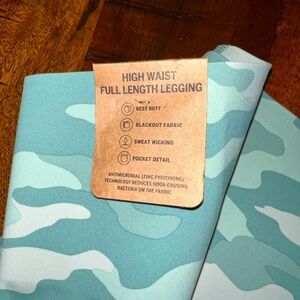 HIGH WAIST
FULL LENGTH LEGGING
BEST BUTT
BLACKOUT FABRIC
SWEAT WICKING
POCKET DETAIL
ANTIMICROBIAL (ZINC PYRITHIONE)
TECHNOLOGY REDUCES ODOR-CAUSING
BACTERIA ON THE FABRIC